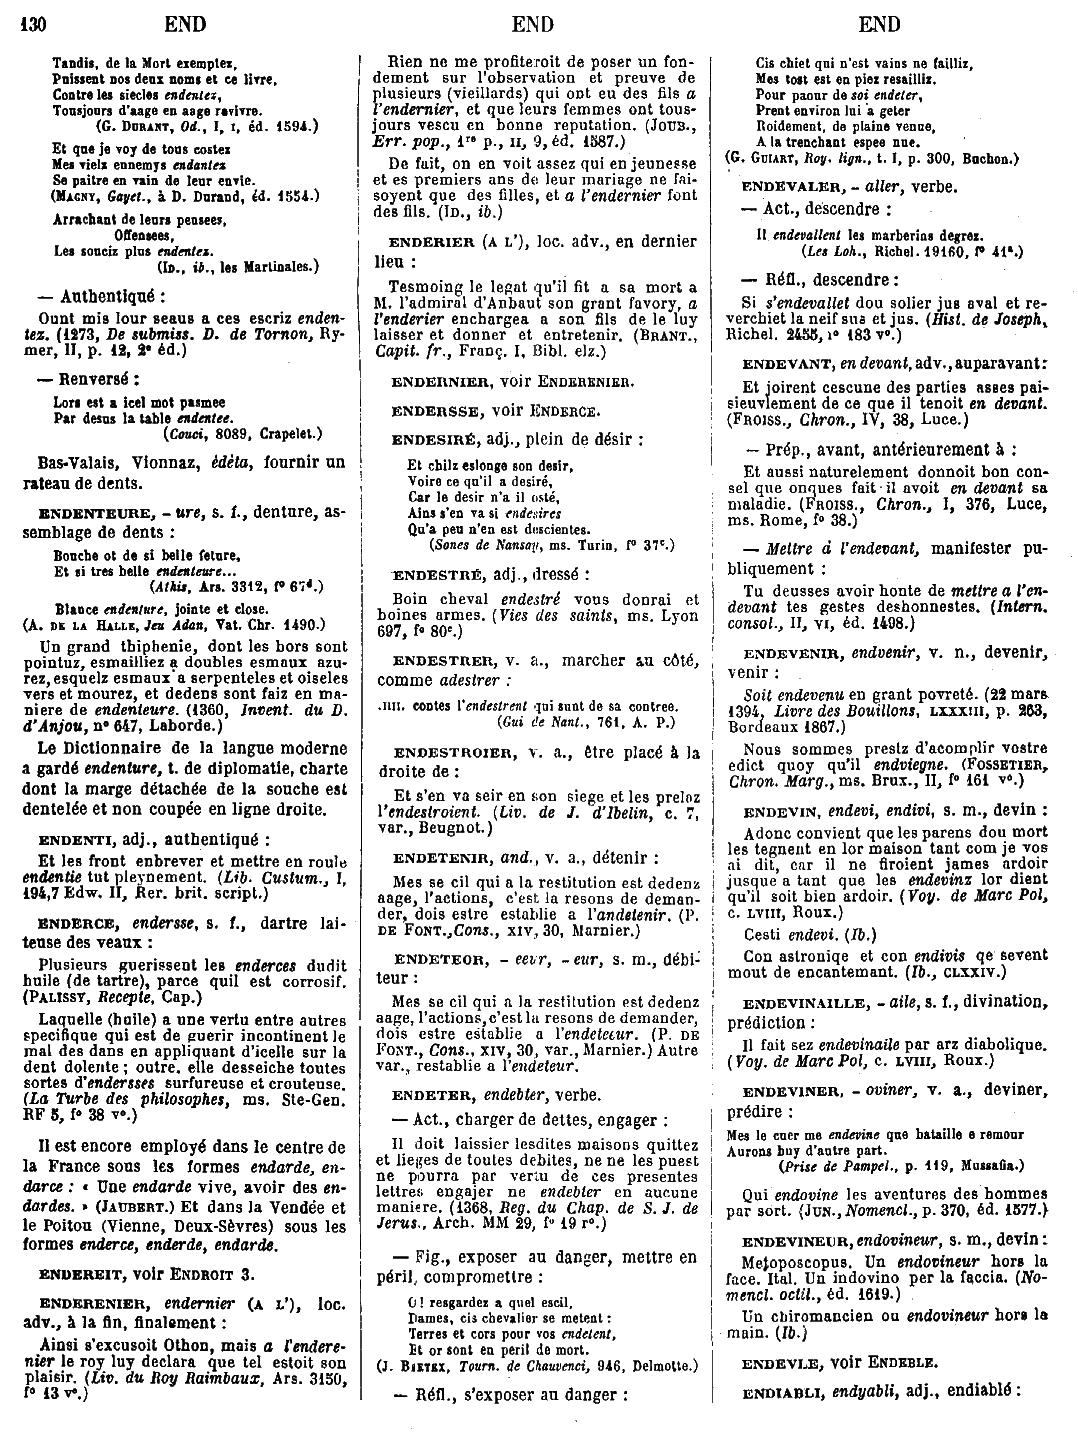 130 END END END
Tandis, de la Mort exemptez,
Puissent nos deux noms et ce livre,
Contre les siecles endentez,
Tousjours d'aage en aage revivre.
(G. DURANT, Od., I, I, éd. 1594.)
Et que je voy de tous costez
Mes vielz ennemys endantez
Se paitre en vain de leur envie.
(MAGNY, Gayet., à D. Durand, éd. 1554.)
Arrachant de leurs pensees,
Offensees,
Les souciz plus endentez.
(ID., ib., les Martinales.)
— Authentiqué :
Ount mis lour seaus a ces escriz enden-
tez. (1273, De submiss. D. de Tornon, Ry-
mer, II, p. 12, 2e éd.)
— Renversé :
Lors est a icel mot pasmee
Par desus la table endentee.
(Couci, 8089, Crapelet.)
Bas-Valais, Vionnaz, èdèta, fournir un
rateau de dents.
ENDENTEURE, - ure, s. f., denture, as-
semblage de dents :
Bouche ot de si belle feture,
Et si tres belle endenteure...
(Athis, Ars. 3312, f° 67d.)
Blance endenture, jointe et close.
(A. DE LA HALLE, Jeu Adan, Vat. Chr. 1490.)
Un grand thiphenie, dont les bors sont
pointuz, esmailliez a doubles esmaux azu-
rez, esquelz esmaux a serpenteles et oiseles
vers et mourez, et dedens sont faiz en ma-
niere de endenteure. (1360, Invent. du D.
d'Anjou, n° 647, Laborde.)
Le Dictionnaire de la langue moderne
a gardé endenture, t. de diplomatie, charte
dont la marge détachée de la souche est
dentelée et non coupée en ligne droite.
ENDENTI, adj., authentiqué :
Et les front enbrever et mettre en roule
endentie tut pleynement. (Lib. Custum., I,
194,7 Edw. II, Rer. brit. script.)
ENDERCE, endersse, s. f., dartre lai-
teuse des veaux :
Plusieurs guerissent les enderces dudit
huile (de tartre), parce quil est corrosif.
(PALISSY, Recepte, Cap.)
Laquelle (huile) a une vertu entre autres
specifique qui est de guerir incontinent le
mal des dans en appliquant d'icelle sur la
dent dolente ; outre, elle desseiche toutes
sortes d'endersses surfureuse et crouteuse.
(La Turbe des philosophes, ms. Ste-Gen.
RF 5, f° 38 v°.)
Il est encore employé dans le centre de
la France sous les formes endarde, en-
darce : « Une endarde vive, avoir des en-
dardes. » (JAUBERT.) Et dans la Vendée et
le Poitou (Vienne, Deux-Sèvres) sous les
formes enderce, enderde, endarde.
ENDEREIT, voir ENDROIT 3.
ENDERENIER, endernier (A L'), loc.
adv., à la fin, finalement :
Ainsi s'excusoit Othon, mais a l'endere-
nier le roy luy declara que tel estoit son
plaisir. (Liv. du Roy Raimbaux, Ars. 3150,
f° 13 v°.)
Rien ne me profiteroit de poser un fon-
dement sur l'observation et preuve de
plusieurs (vieillards) qui ont eu des fils a
l'endernier, et que leurs femmes ont tous-
jours vescu en bonne reputation. (JOUB.,
Err. pop., 1re p., II, 9, éd. 1587.)
De fait, on en voit assez qui en jeunesse
et es premiers ans de leur mariage ne fai-
soyent que des filles, et a l'endernier font
des fils. (ID., ib.)
ENDERIER (A L'), loc. adv., en dernier
lieu :
Tesmoing le legat qu'il fit a sa mort a
M. l'admiral d'Anbaut son grant favory, a
l'enderier enchargea a son fils de le luy
laisser et donner et entretenir. (BRANT.,
Capit. fr., Franç. I, Bibl. elz.)
ENDERNIER, voir ENDERENIER.
ENDERSSE, voir ENDERCE.
ENDESIRÉ, adj., plein de désir :
Et chilz eslonge son desir,
Voire ce qu'il a desiré,
Car le desir n'a il osté,
Ains s'en va si endesires
Qu'a peu n'en est descientes.
(Sones de Nansay, ms. Turin, f° 37c.)
ENDESTRÉ, adj., dressé :
Boin cheval endestré vous donrai et
boines armes. (Vies des saints, ms. Lyon
697, f° 80c.)
ENDESTRER, v. a., marcher au côté,
comme adestrer :
.IIII. contes l'endestrent qui sunt de sa contree.
(Gui de Nant., 761, A. P.)
ENDESTROIER, v. a., être placé à la
droite de :
Et s'en va seir en son siege et les preloz
l'endestroient. (Liv. de J. d'Ibelin, c. 7,
var., Beugnot.)
ENDETENIR, and., v. a., détenir :
Mes se cil qui a la restitution est dedenz
aage, l'actions, c'est la resons de deman-
der, dois estre establie a l'andetenir. (P.
DE FONT., Cons., XIV, 30, Marnier.)
ENDETEOR, - eeur, - eur, s. m., débi-
teur :
Mes se cil qui a la restitution est dedenz
aage, l'actions, c'est la resons de demander,
dois estre establie a l'endeteeur. (P. DE
FONT., Cons., XIV, 30, var., Marnier.) Autre
var., restablie a l'endeteur.
ENDETER, endebter, verbe.
— Act., charger de dettes, engager :
Il doit laissier lesdites maisons quittez
et lieges de toutes debites, ne ne les puest
ne pourra par vertu de ces presentes
lettres engajer ne endebter en aucune
maniere. (1368, Reg. du Chap. de S. J. de
Jerus., Arch. MM 29, f° 19 r°.)
— Fig., exposer au danger, mettre en
péril, compromettre :
O! resgardez a quel escil,
Dames, cis chevalier se metent :
Terres et cors pour vos endetent,
Et or sont en peril de mort.
(J. BRETEX, Tourn. de Chauvenci, 946, Delmotte.)
— Réfl., s'exposer au danger :
Cis chiet qui n'est vains ne failliz,
Mes tost est en piez resailliz.
Pour paour de soi endeter,
Prent environ lui a geter
Roidement, de plaine venue,
A la trenchant espee nue.
(G. GUIART, Roy. lign., t. I, p. 300, Buchon.)
ENDEVALER, - aller, verbe.
— Act., descendre :
Il endevallent les marberins degrez.
(Les Loh., Richel. 19160, f° 41a.)
— Réfl., descendre :
Si s'endevallet dou solier jus aval et re-
verchiet la neif sus et jus. (Hist. de Joseph,
Richel. 2455, f° 183 v°.)
ENDEVANT, en devant, adv., auparavant:
Et joirent cescune des parties asses pai-
sieuvlement de ce que il tenoit en devant.
(FROISS., Chron., IV, 38, Luce.)
— Prép., avant, antérieurement à :
Et aussi naturelement donnoit bon con-
sel que onques fait il avoit en devant sa
maladie. (FROISS., Chron., I, 376, Luce,
ms. Rome, f° 38.)
— Mettre à l'endevant, manifester pu-
bliquement :
Tu deusses avoir honte de mettre a l'en-
devant tes gestes deshonnestes. (Intern.
consol., II, VI, éd. 1498.)
ENDEVENIR, endvenir, v. n., devenir,
venir :
Soit endevenu en grant povreté. (22 mars
1394, Livre des Bouillons, LXXXIII, p. 263,
Bordeaux 1867.)
Nous sommes prestz d'acomplir vostre
edict quoy qu'il endviegne. (FOSSETIER,
Chron. Marg., ms. Brux., II, f° 161 v°.)
ENDEVIN, endevi, endivi, s. m., devin :
Adonc convient que les parens dou mort
les tegnent en lor maison tant com je vos
ai dit, car il ne firoient james ardoir
jusque a tant que les endevinz lor dient
qu'il soit bien ardoir. (Voy. de Marc Pol,
c. LVIII, Roux.)
Cesti endevi. (Ib.)
Con astroniqe et con endivis qe sevent
mout de encantemant. (Ib., CLXXIV.)
ENDEVINAILLE, - aile, s. f., divination,
prédiction :
Il fait sez endevinaile par arz diabolique.
(Voy. de Marc Pol, c. LVIII, Roux.)
ENDEVINER, - oviner, v. a., deviner,
prédire :
Mes le cuer me endevine que bataille e remour
Aurons huy d'autre part.
(Prise de Pampel., p. 119, Mussafia.)
Qui endovine les aventures des hommes
par sort. (JUN., Nomencl., p. 370, éd. 1577.)
ENDEVINEUR, endovineur, s. m., devin :
Metoposcopus. Un endovineur hors la
face. Ital. Un indovino per la faccia. (No-
mencl. octil., éd. 1619.)
Un chiromancien ou endovineur hors la
main. (Ib.)
ENDEVLE, voir ENDEBLE.
ENDIABLI, endyabli, adj., endiablé :